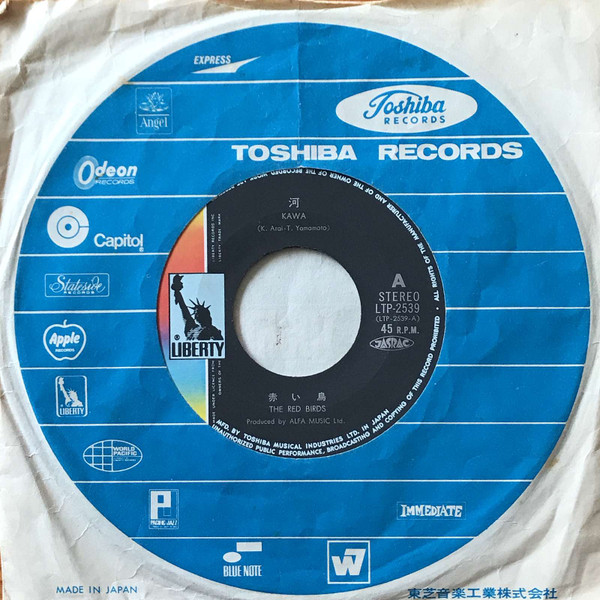 EXPRESS
Angel
Toshiba
RECORDS
TOSHIBA RECORDS
Odeon
RECORDS
Capitol
Stateside
RECORDS
Apple
RECORDS
LIBERTY
WORLD
PACIFIC
PACIFIC JAZZ
BLUE NOTE
W7
IMMEDIATE
MADE IN JAPAN
東芝音楽工業株式会社
河
KAWA
(K. Arai-T. Yamamoto)
A
STEREO
LTP-2539
(LTP-2539-A)
45 R.P.M.
JASRAC
® LIBERTY
赤い鳥
THE RED BIRDS
Produced by ALFA MUSIC Ltd.
MFD. BY TOSHIBA MUSICAL INDUSTRIES LTD. IN JAPAN
ALL RIGHTS OF THE MANUFACTURER AND OF THE OWNER OF THE RECORDED WORK
UNAUTHORIZED PUBLIC PERFORMANCE, BROADCASTING AND COPYING OF THIS RECORD PROHIBITED